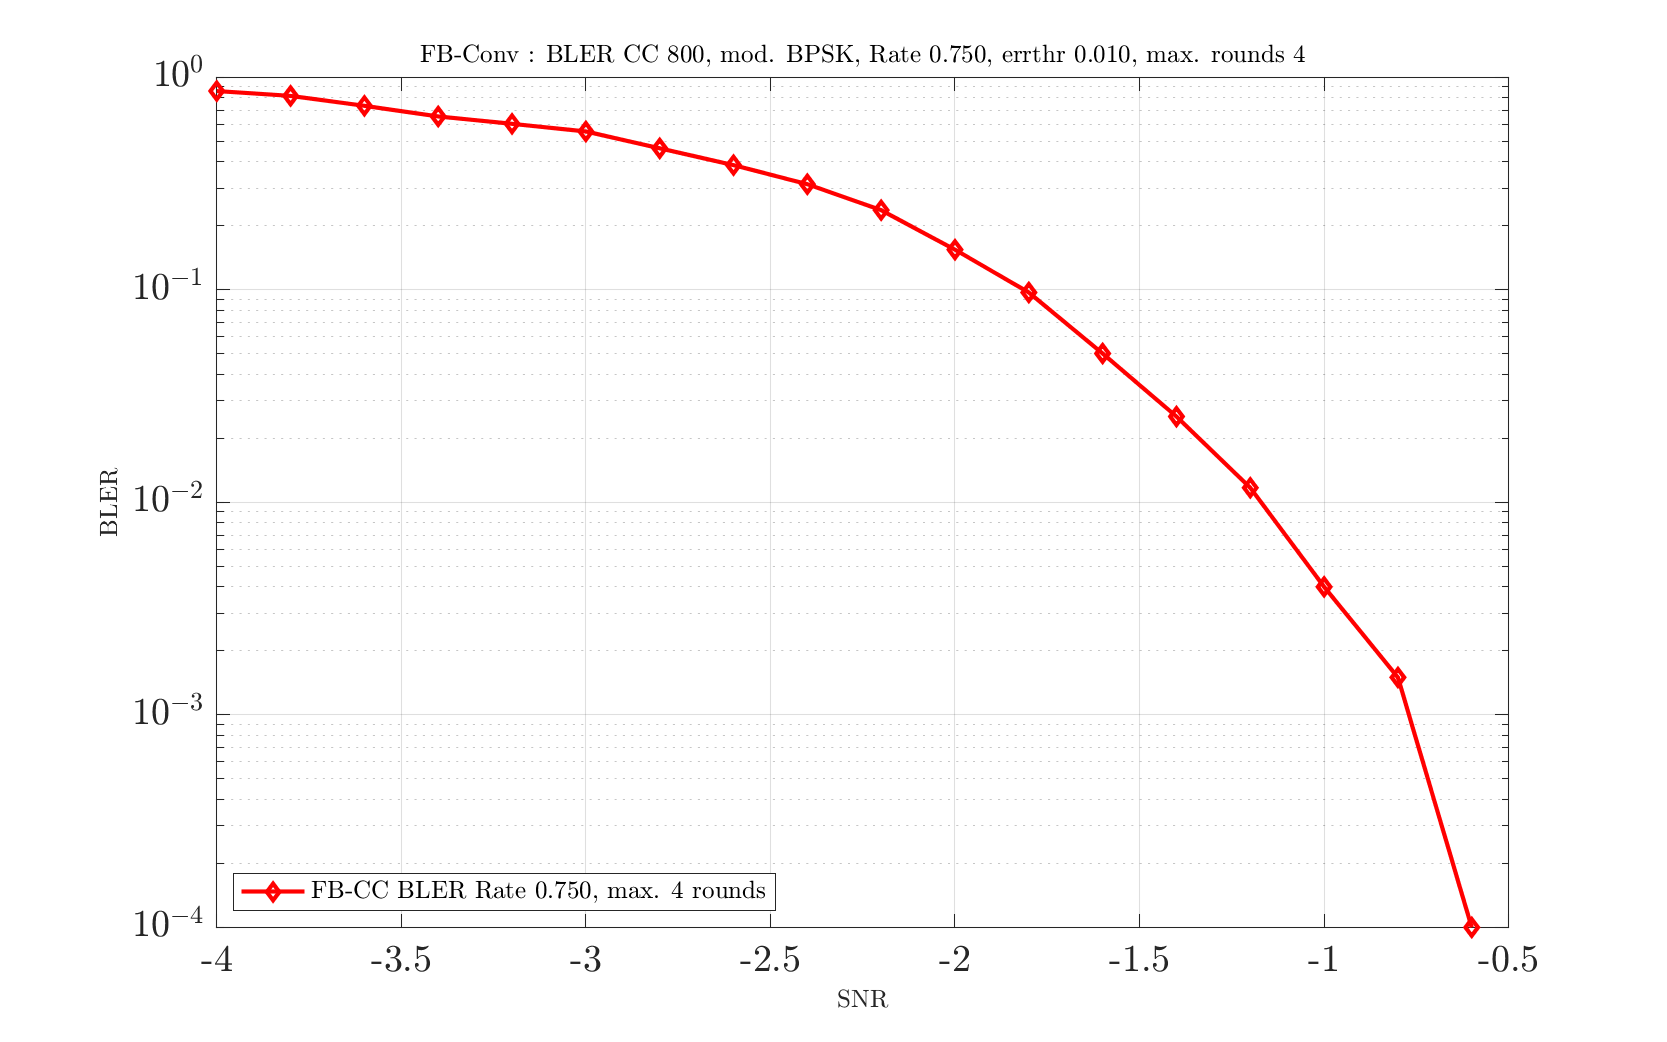 FB-Conv : BLER CC 800, mod. BPSK, Rate 0.750, errthr 0.010, max. rounds 4
10^0
10^-1
10^-2
10^-3
10^-4
BLER
FB-CC BLER Rate 0.750, max. 4 rounds
-4 -3.5 -3 -2.5 -2 -1.5 -1 -0.5
SNR